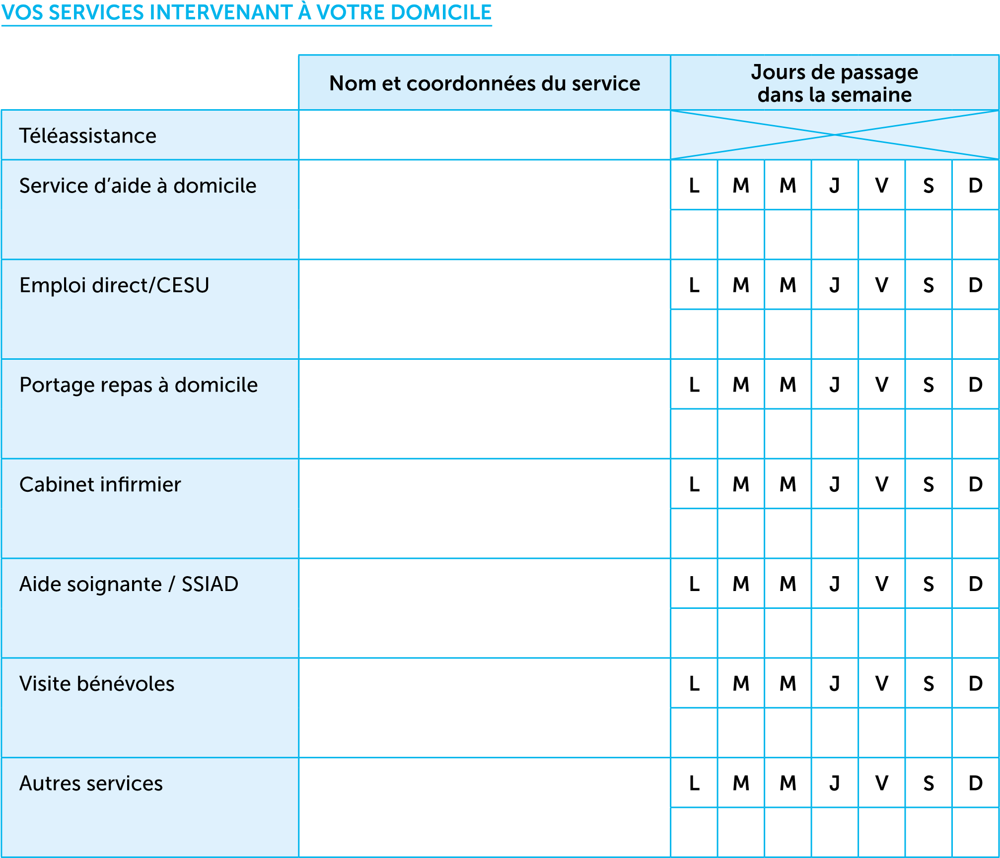 VOS SERVICES INTERVENANT À VOTRE DOMICILE
Nom et coordonnées du service
Jours de passage
dans la semaine
Téléassistance
Service d’aide à domicile
L M M J V S D
Emploi direct/CESU
L M M J V S D
Portage repas à domicile
L M M J V S D
Cabinet infirmier
L M M J V S D
Aide soignante / SSIAD
L M M J V S D
Visite bénévoles
L M M J V S D
Autres services
L M M J V S D